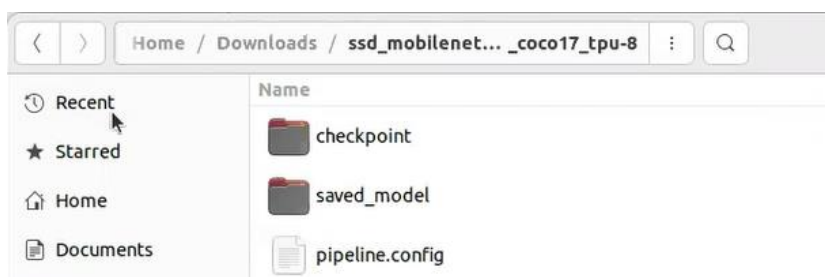 Home / Downloads / ssd_mobilenet... _coco17_tpu-8
Name
Recent
checkpoint
Starred
saved_model
Home
Documents
pipeline.config